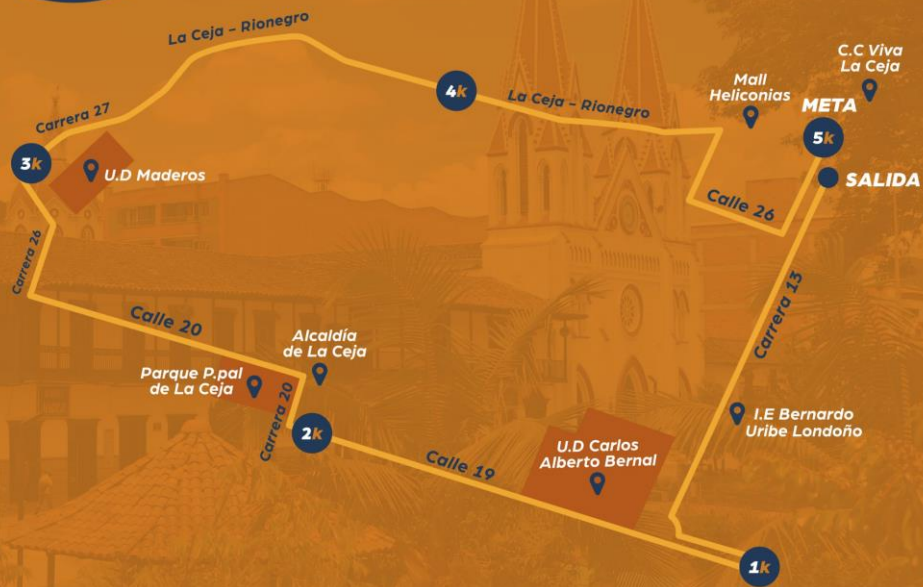 La Ceja - Rionegro
C.C Viva
La Ceja
Mall
Heliconias
4k
La Ceja - Rionegro
META
5k
Carrera 27
3k
U.D Maderos
SALIDA
Calle 26
Carrera 26
Carrera 13
Calle 20
Alcaldía
de La Ceja
Parque P.pal
de La Ceja
Carrera 20
2k
I.E Bernardo
Uribe Londoño
U.D Carlos
Alberto Bernal
Calle 19
1k